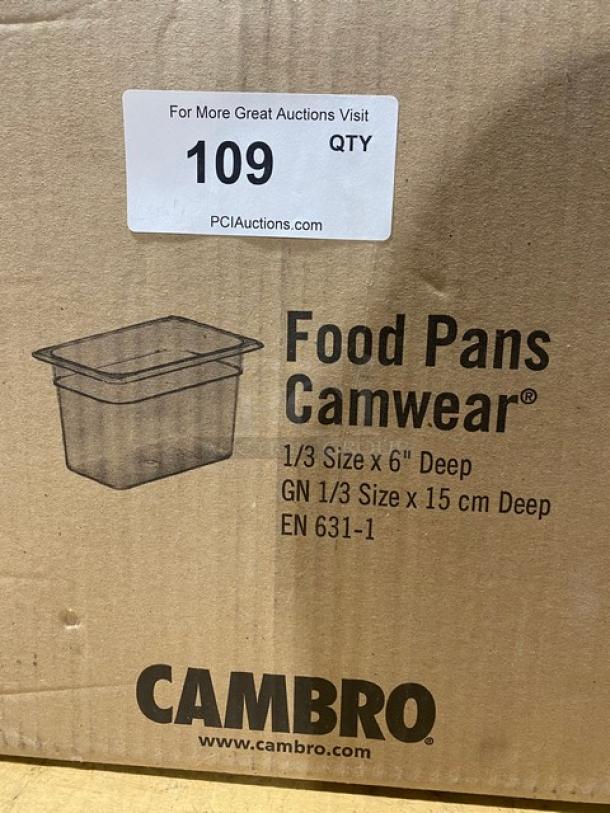 For More Great Auctions Visit
109 QTY
PCIAuctions.com
Food Pans
Camwear®
1/3 Size x 6" Deep
GN 1/3 Size x 15 cm Deep
EN 631-1
CAMBRO®
www.cambro.com